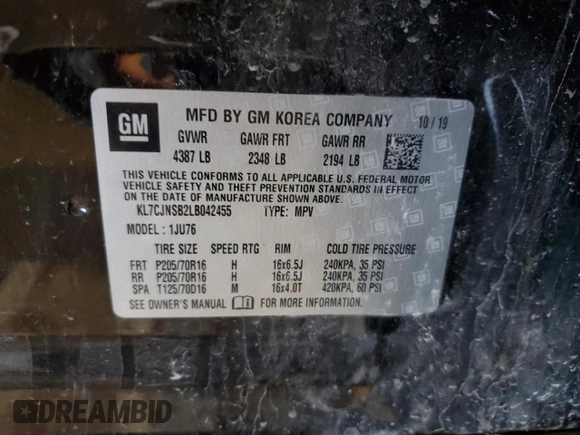 GM
MFD BY GM KOREA COMPANY 10/19
GVWR GAWR FRT GAWR RR
4387 LB 2348 LB 2194 LB
THIS VEHICLE CONFORMS TO ALL APPLICABLE U.S. FEDERAL MOTOR
VEHICLE SAFETY AND THEFT PREVENTION STANDARDS IN EFFECT
ON THE DATE OF MANUFACTURE SHOWN ABOVE.
KL7CJNSB2LB042455 TYPE: MPV
MODEL: 1JU76
TIRE SIZE SPEED RTG RIM COLD TIRE PRESSURE
FRT P205/70R16 H 16x6.5J 240KPA, 35 PSI
RR P205/70R16 H 16x6.5J 240KPA, 35 PSI
SPA T125/70D16 M 16x4.0T 420KPA, 60 PSI
SEE OWNER'S MANUAL FOR MORE INFORMATION.
DREAMBID